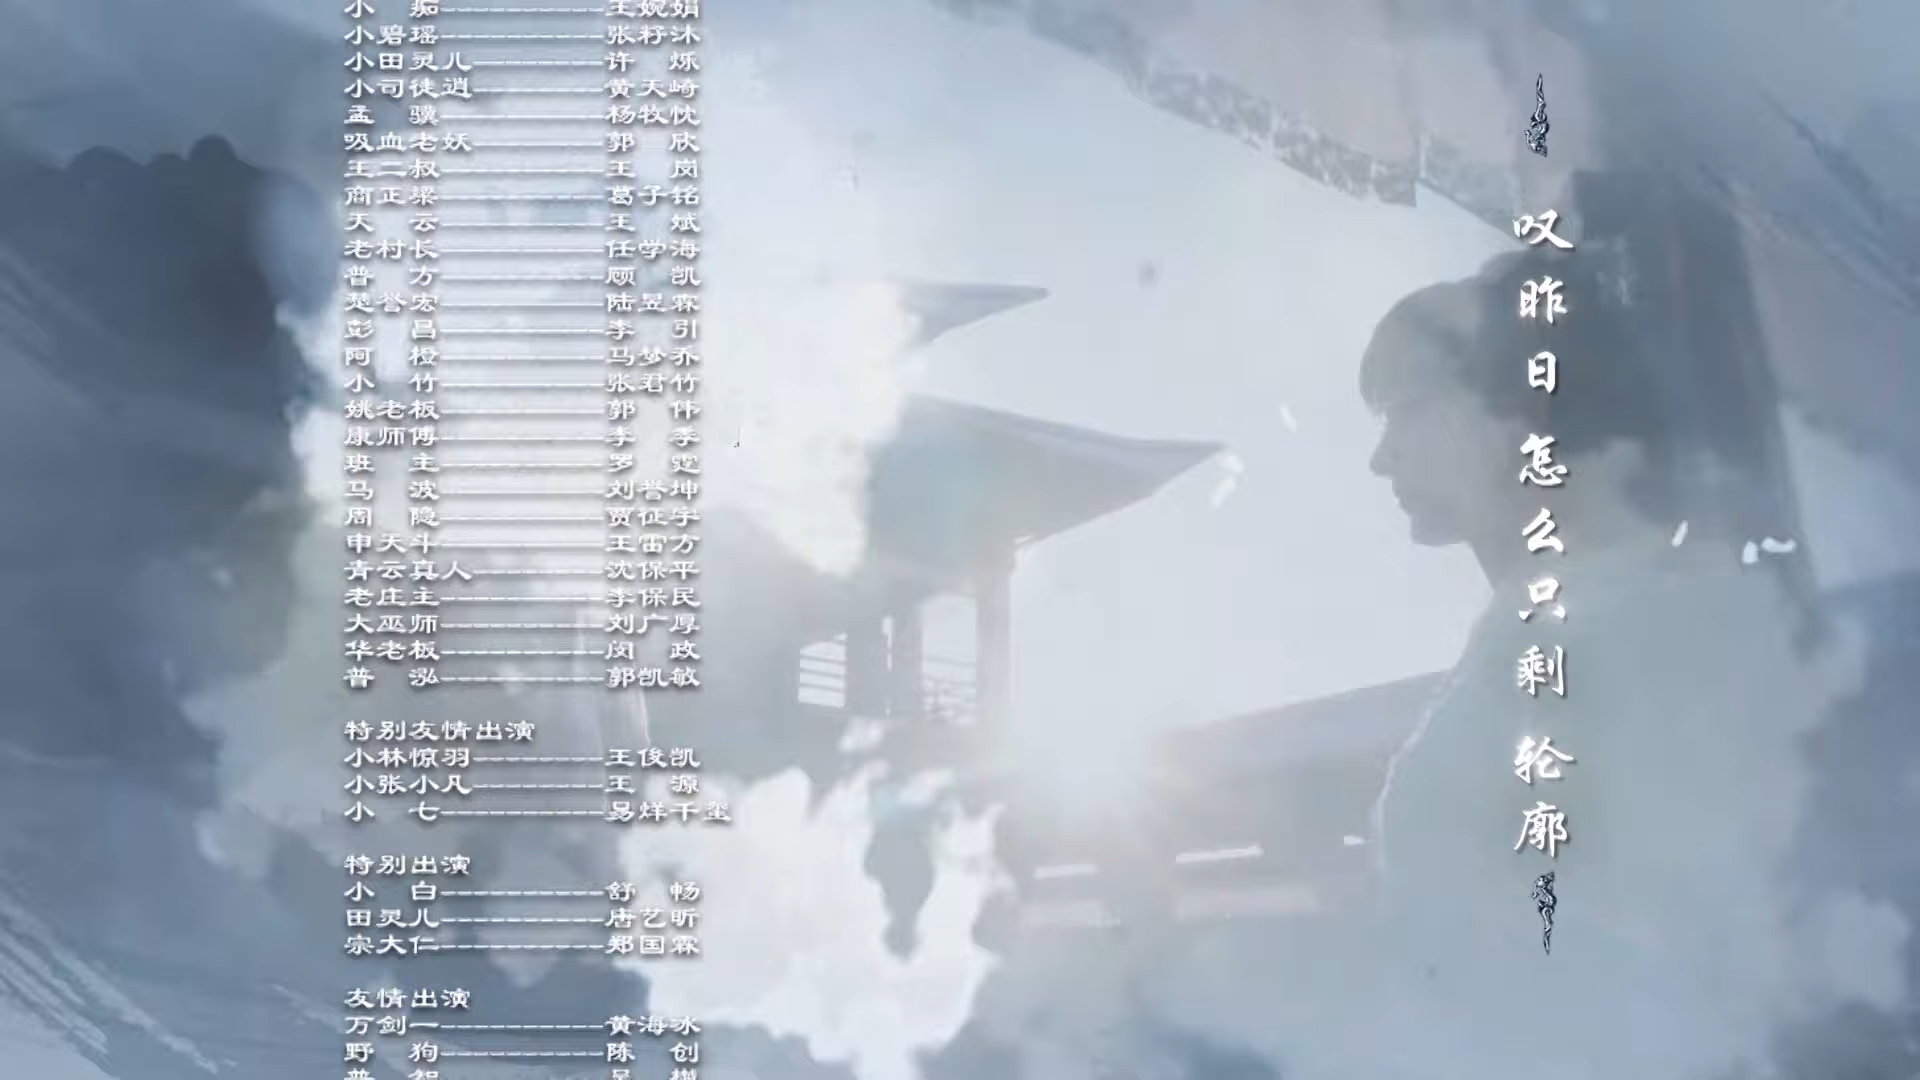 小　痴----------王婉娟
小碧瑶----------张籽沐
小田灵儿--------许　烁
小司徒逍--------黄天崎
孟　骥----------杨牧忱
吸血老妖--------郭　欣
王二叔----------王　岗
商正梁----------葛子铭
天　云----------王　斌
老村长----------任学海
普　方----------顾　凯
楚誉宏----------陆昱霖
彭　昌----------李　引
阿　橙----------马梦乔
小　竹----------张君竹
姚老板----------郭　伟
康师傅----------李　季
班　主----------罗　霆
马　波----------刘誉坤
周　隐----------贾征宇
申天斗----------王雷方
青云真人--------沈保平
老庄主----------李保民
大巫师----------刘广厚
华老板----------闵　政
普　泓----------郭凯敏
特别友情出演
小林惊羽--------王俊凯
小张小凡--------王　源
小　七----------易烊千玺
特别出演
小　白----------舒　畅
田灵儿----------唐艺昕
宗大仁----------郑国霖
友情出演
万剑一----------黄海冰
野　狗----------陈　创
叹昨日怎么只剩轮廓